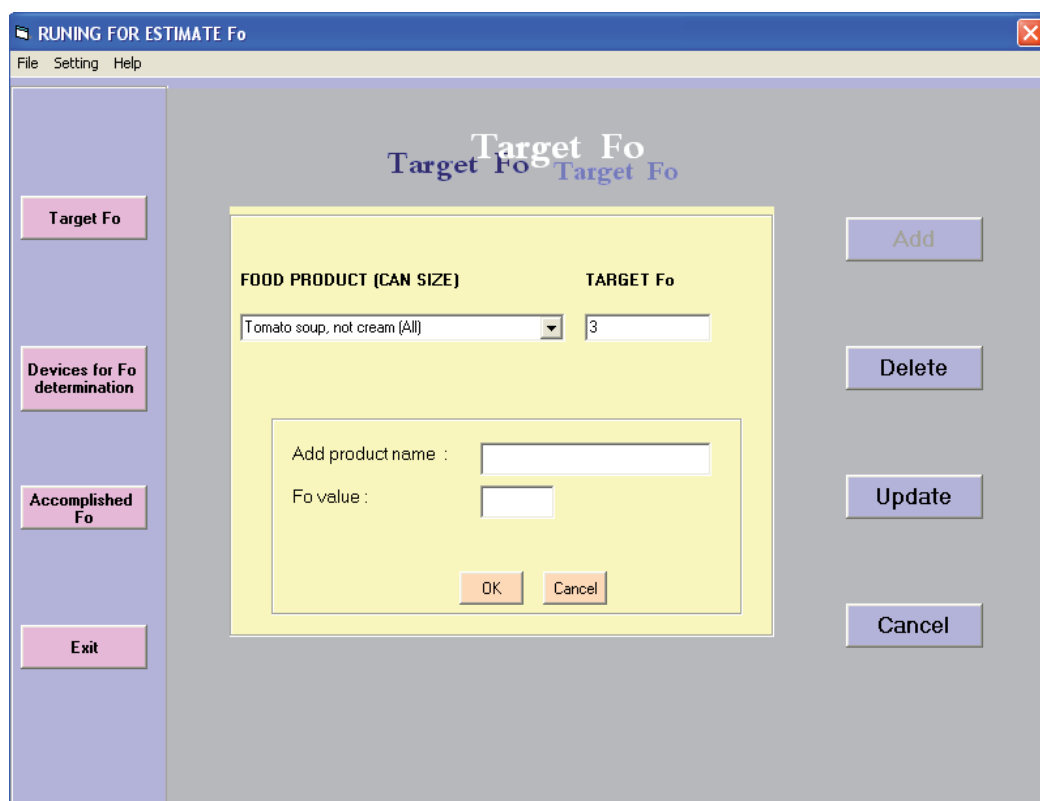 RUNING FOR ESTIMATE Fo
File Setting Help
Target Fo
Target Fo
Target Fo
Target Fo
Devices for Fo
determination
Accomplished
Fo
Exit
FOOD PRODUCT (CAN SIZE) TARGET Fo
Tomato soup, not cream (All) 3
Add product name :
Fo value :
OK Cancel
Add
Delete
Update
Cancel